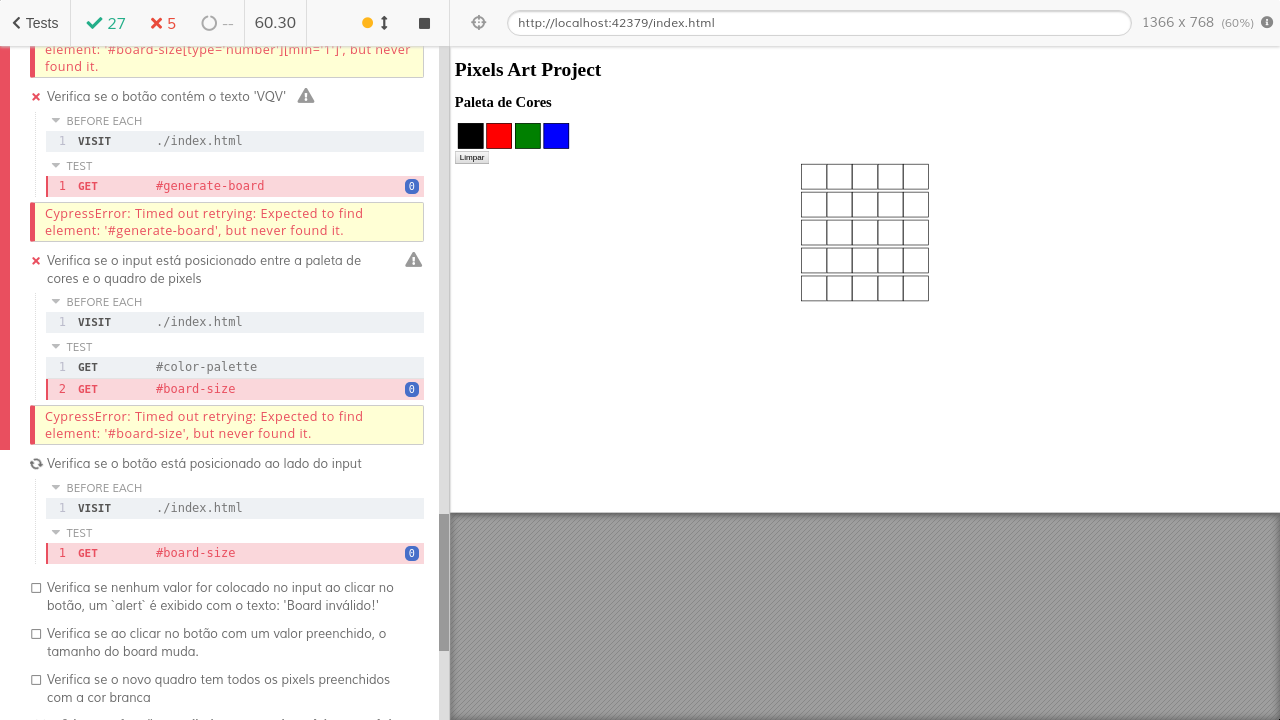 Tests
27
5
--
60.30
http://localhost:42379/index.html
1366 x 768 (60%)
element: '#board-size[type='number'][min='1']', but never
found it.
Verifica se o botão contém o texto 'VQV'
BEFORE EACH
1 VISIT ./index.html
TEST
1 GET #generate-board 0
CypressError: Timed out retrying: Expected to find
element: '#generate-board', but never found it.
Verifica se o input está posicionado entre a paleta de
cores e o quadro de pixels
BEFORE EACH
1 VISIT ./index.html
TEST
1 GET #color-palette
2 GET #board-size 0
CypressError: Timed out retrying: Expected to find
element: '#board-size', but never found it.
Verifica se o botão está posicionado ao lado do input
BEFORE EACH
1 VISIT ./index.html
TEST
1 GET #board-size 0
Verifica se nenhum valor for colocado no input ao clicar no
botão, um `alert` é exibido com o texto: 'Board inválido!'
Verifica se ao clicar no botão com um valor preenchido, o
tamanho do board muda.
Verifica se o novo quadro tem todos os pixels preenchidos
com a cor branca
Pixels Art Project
Paleta de Cores
Limpar